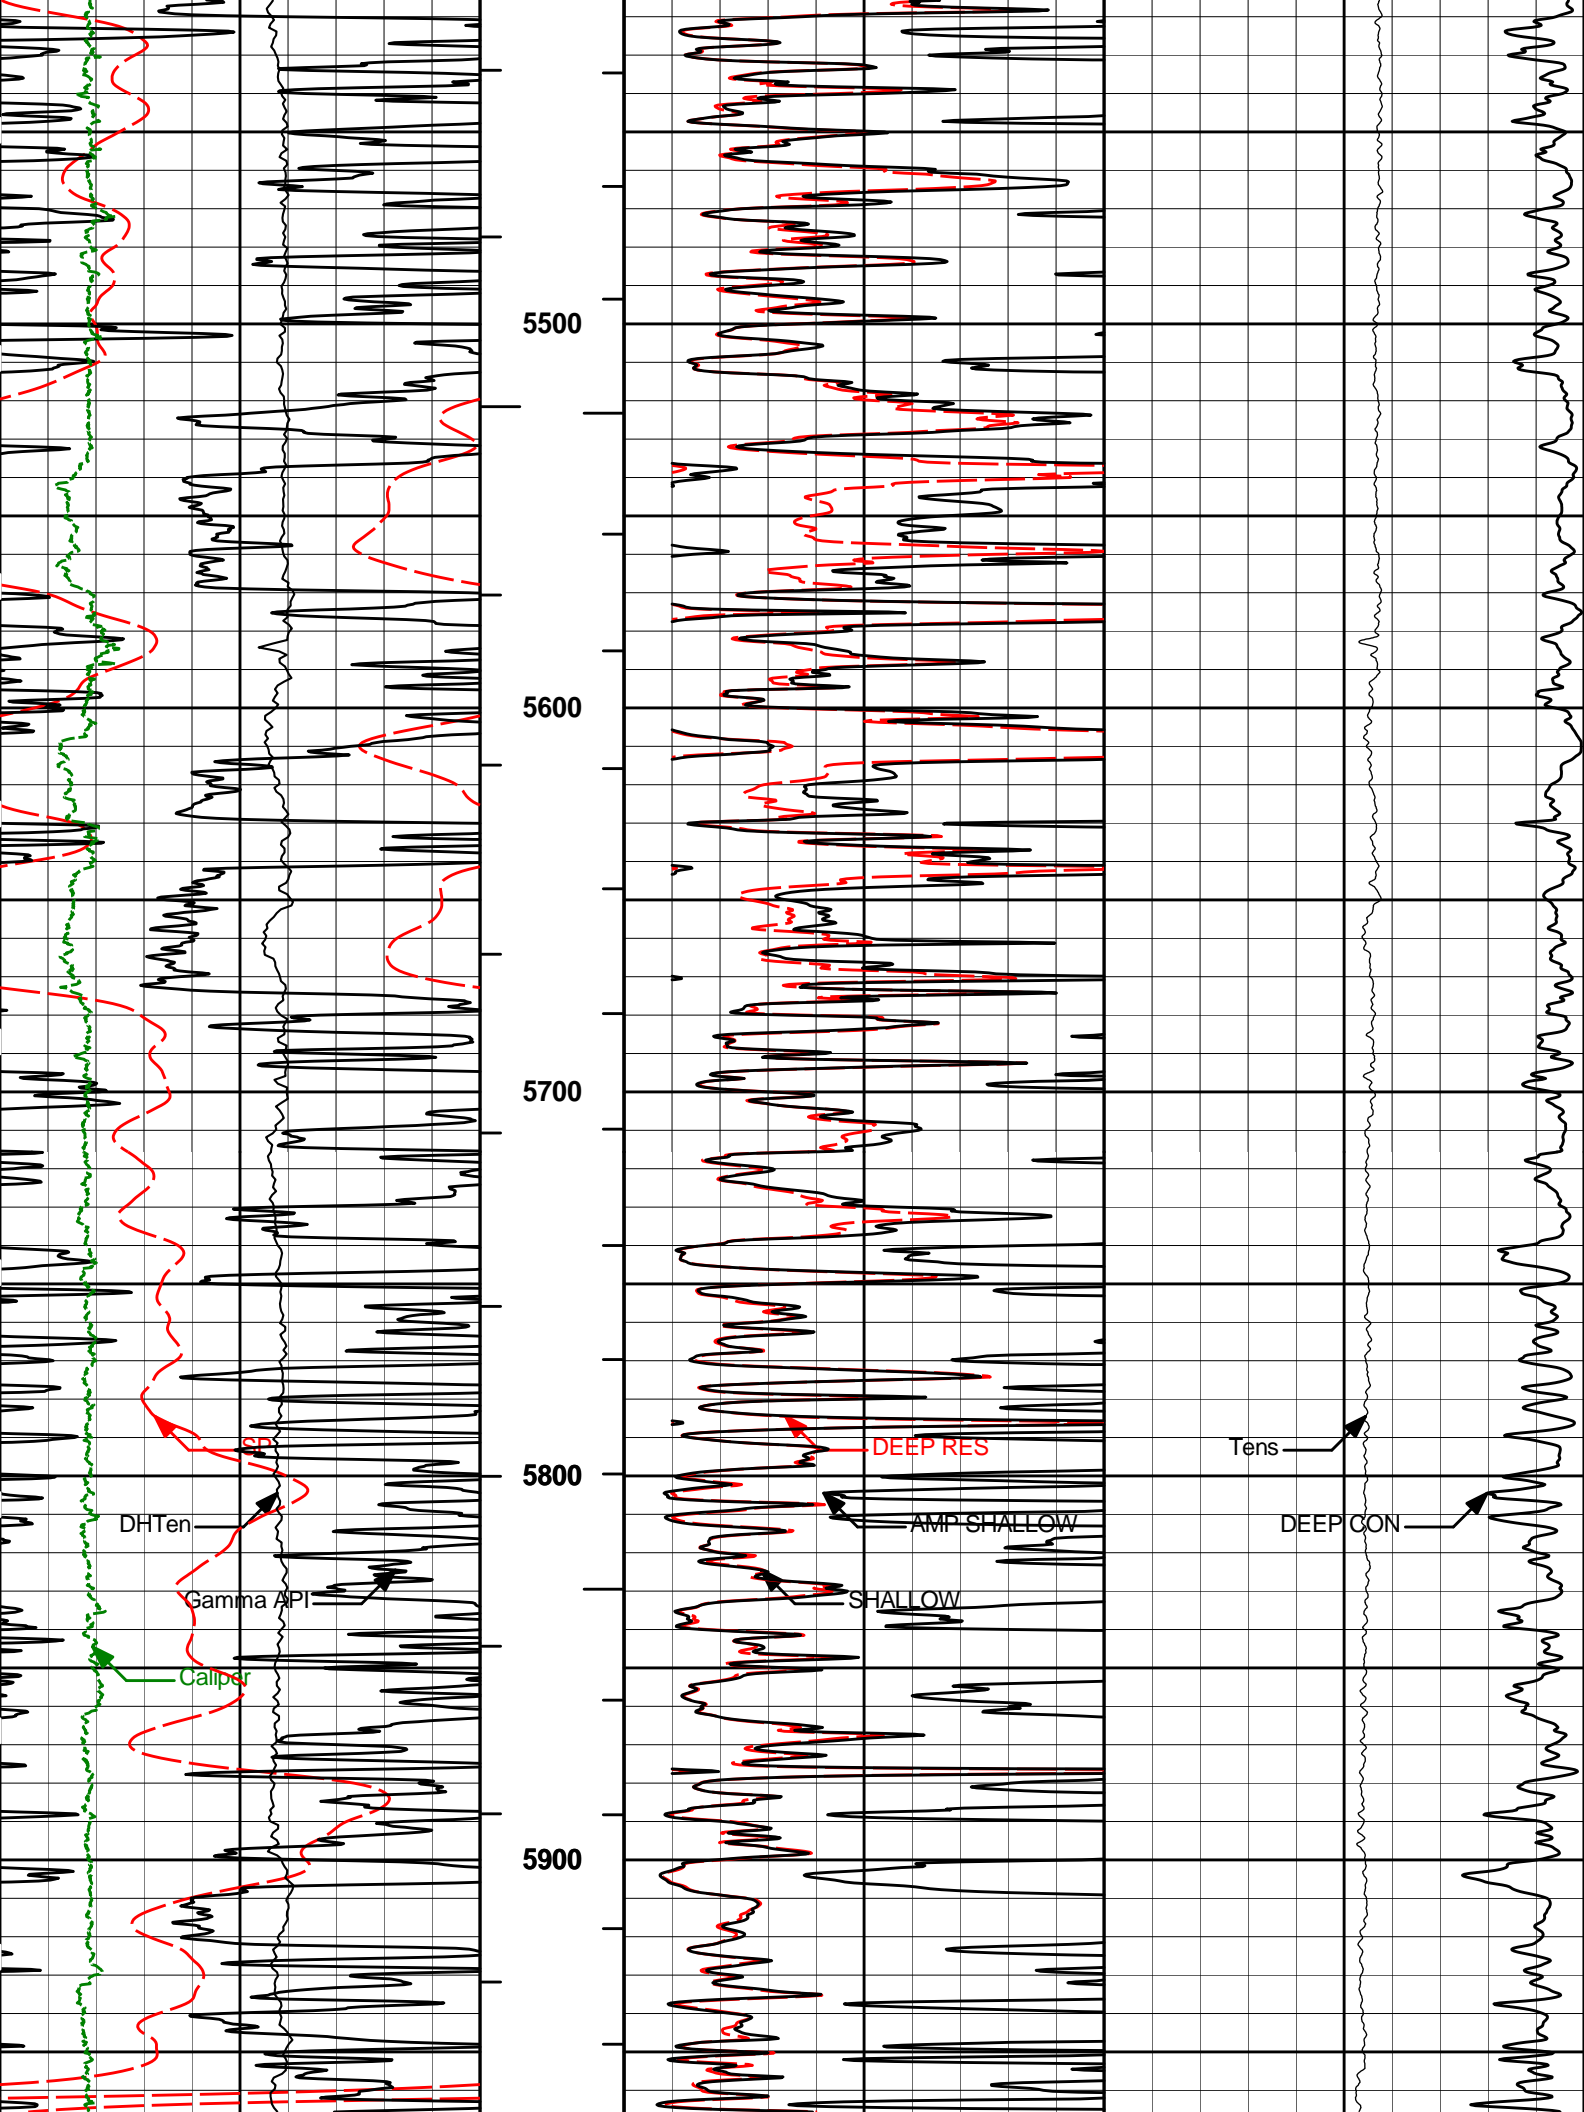 5500
5600
5700
SP
DEEP RES
Tens
5800
DHTen
AMP SHALLOW
DEEP CON
Gamma API
SHALLOW
Caliper
5900